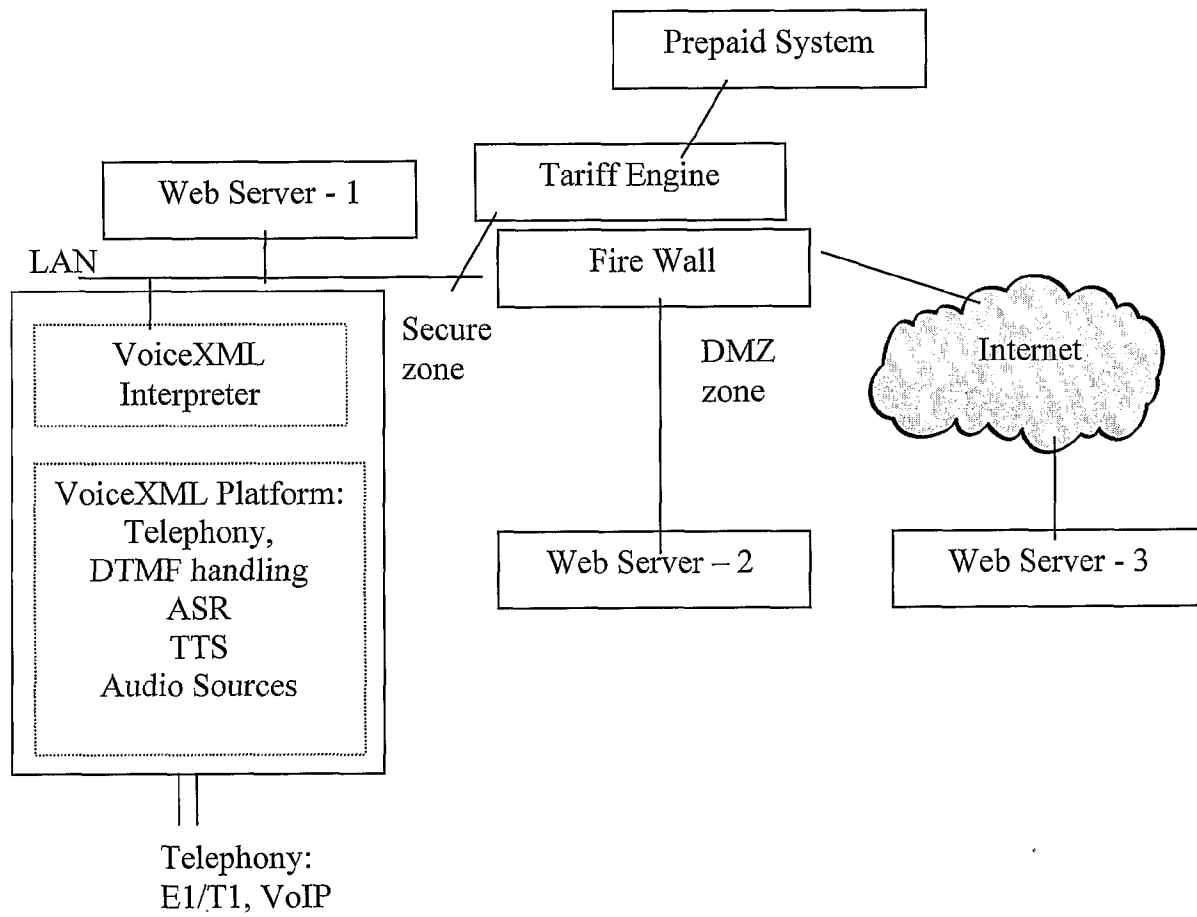 Prepaid System
Tariff Engine
Web Server - 1
LAN
Fire Wall
Secure
zone
DMZ
zone
Internet
VoiceXML
Interpreter
VoiceXML Platform:
Telephony,
DTMF handling
ASR
TTS
Audio Sources
Web Server – 2
Web Server - 3
Telephony:
E1/T1, VoIP